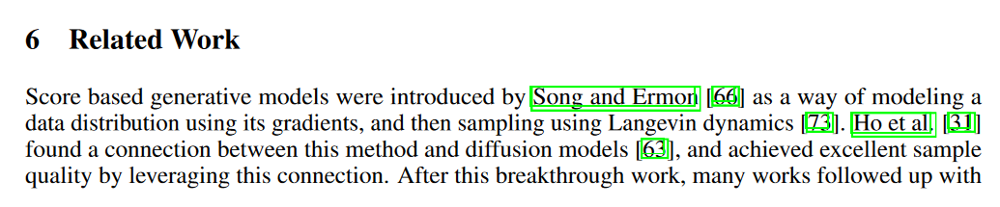 6 Related Work
Score based generative models were introduced by Song and Ermon [66] as a way of modeling a
data distribution using its gradients, and then sampling using Langevin dynamics [73]. Ho et al. [31]
found a connection between this method and diffusion models [63], and achieved excellent sample
quality by leveraging this connection. After this breakthrough work, many works followed up with